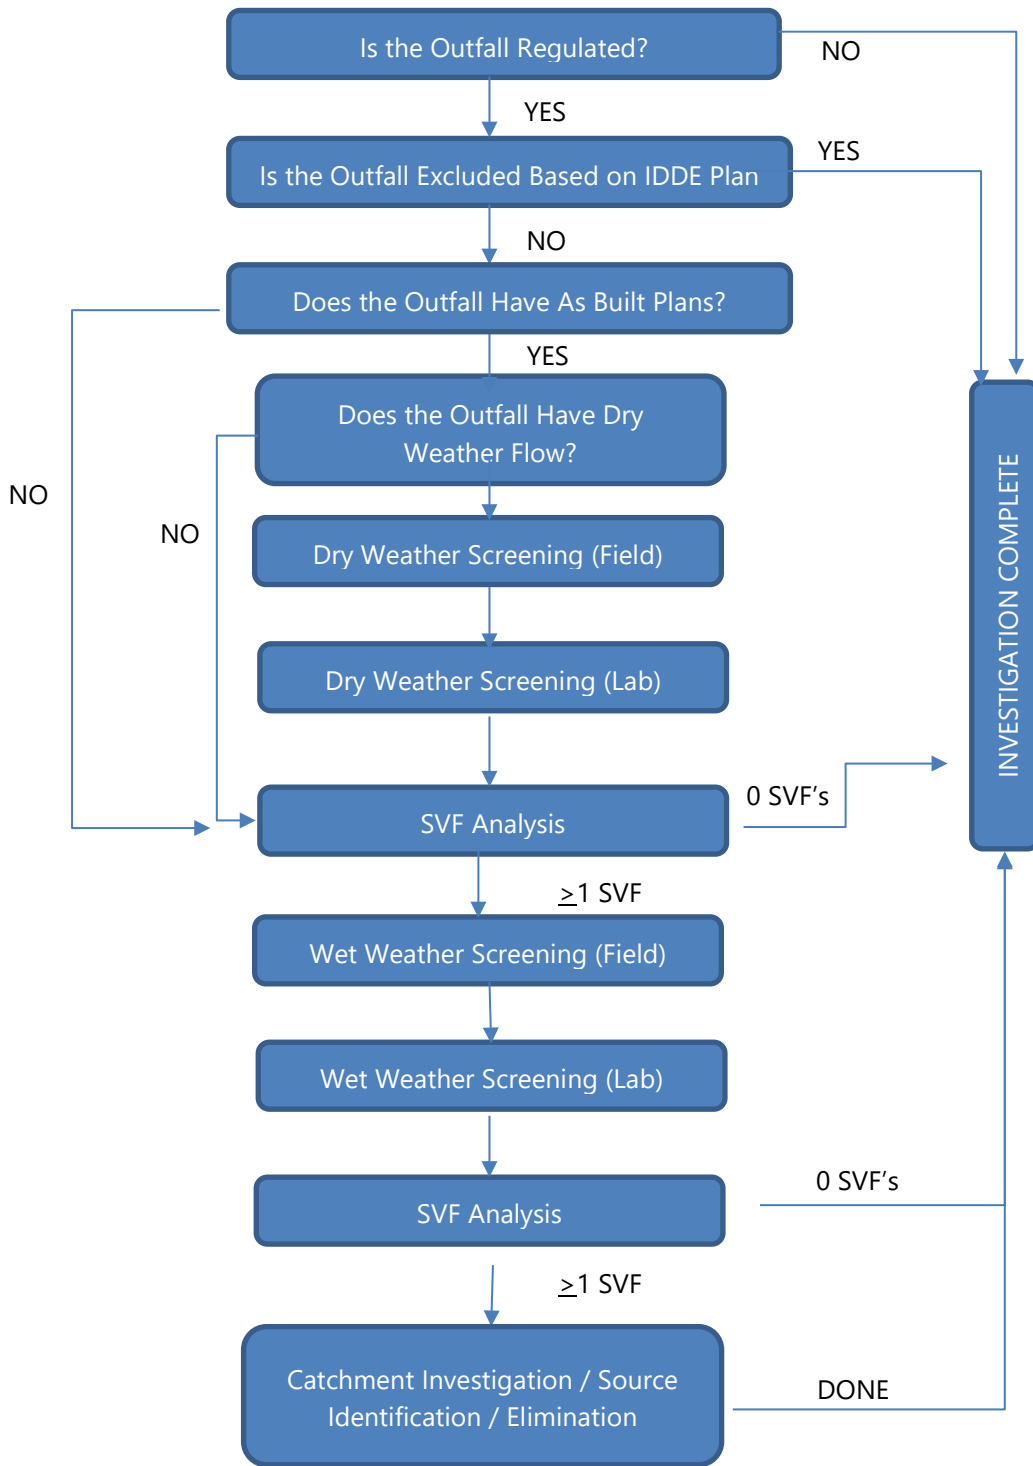 Is the Outfall Regulated?
NO
YES
Is the Outfall Excluded Based on IDDE Plan
YES
NO
Does the Outfall Have As Built Plans?
YES
Does the Outfall Have Dry
Weather Flow?
NO
NO
Dry Weather Screening (Field)
Dry Weather Screening (Lab)
INVESTIGATION COMPLETE
SVF Analysis
0 SVF’s
≥1 SVF
Wet Weather Screening (Field)
Wet Weather Screening (Lab)
SVF Analysis
0 SVF’s
≥1 SVF
Catchment Investigation / Source
Identification / Elimination
DONE